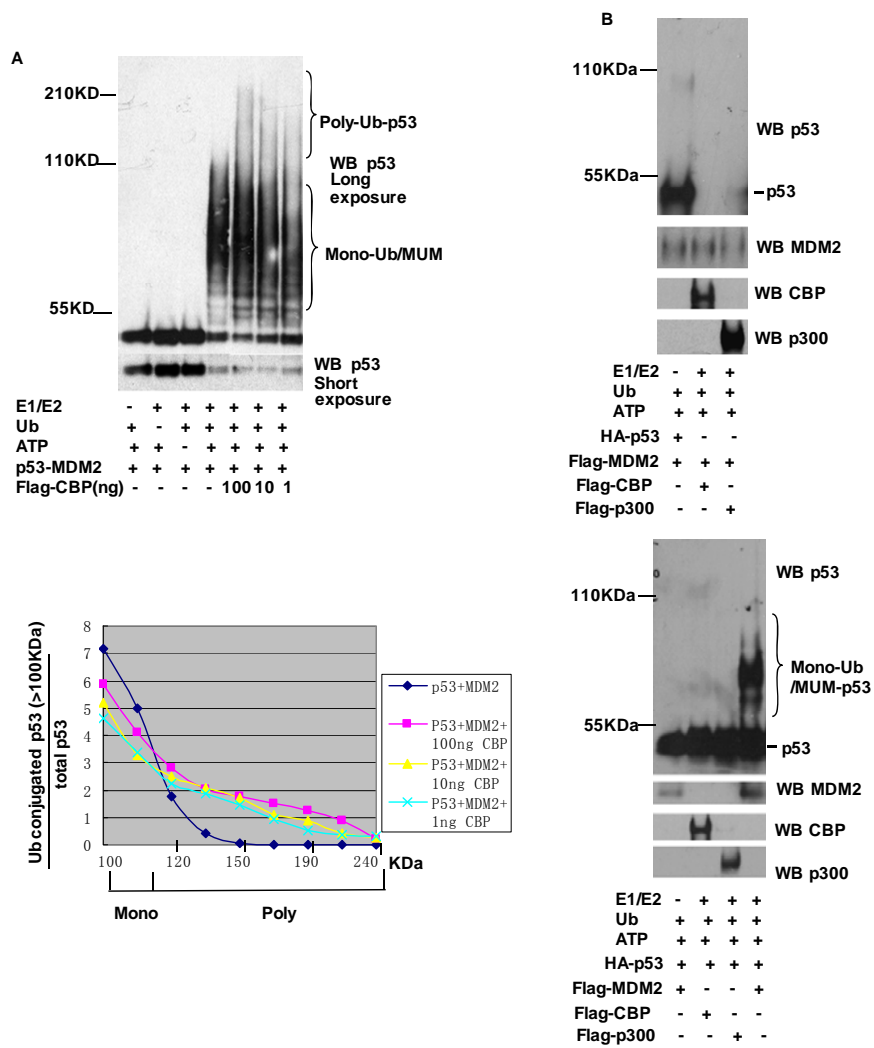 A
210KD
Poly-Ub-p53
110KD
WB p53
Long
exposure
Mono-Ub/MUM
55KD
WB p53
Short
exposure
E1/E2 - + + + + + +
Ub + - + + + + +
ATP + + - + + + +
p53-MDM2 + + + + + + +
Flag-CBP(ng) - - - - 100 10 1
Ub conjugated p53 (>100KDa)
total p53
8
7
6
5
4
3
2
1
0
100 120 150 190 240 KDa
Mono Poly
p53+MDM2
P53+MDM2+
100ng CBP
P53+MDM2+
10ng CBP
P53+MDM2+
1ng CBP
B
110KDa
WB p53
55KDa
p53
WB MDM2
WB CBP
WB p300
E1/E2 - + +
Ub + + +
ATP + + +
HA-p53 + - -
Flag-MDM2 + + +
Flag-CBP - + -
Flag-p300 - - +
WB p53
110KDa
Mono-Ub
/MUM-p53
55KDa
p53
WB MDM2
WB CBP
WB p300
E1/E2 - + + +
Ub + + + +
ATP + + + +
HA-p53 + + + +
Flag-MDM2 + - - +
Flag-CBP - + - -
Flag-p300 - - + -